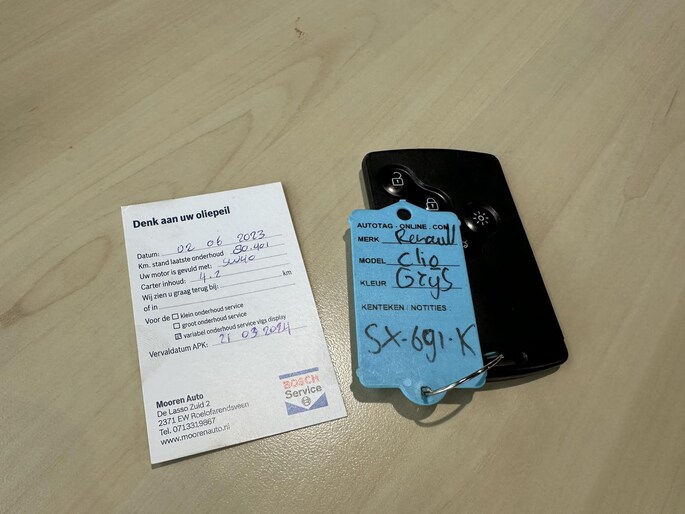 Denk aan uw oliepeil
Datum: 02 06 2023
Km. stand laatste onderhoud 80.401
Uw motor is gevuld met: 5W40
Carter inhoud: 4.2
Wij zien u graag terug bij: km
of in
Voor de klein onderhoud service
groot onderhoud service
variabel onderhoud service vlgs display
Vervaldatum APK: 21 03 2024
Mooren Auto
De Lasso Zuid 2
2371 EW Roelofarendsveen
Tel. 0713319867
www.moorenauto.nl
BOSCH
Service
AUTOTAG-ONLINE.COM
MERK Renault
MODEL Clio
KLEUR Grijs
KENTEKEN / NOTITIES:
SX-691-K